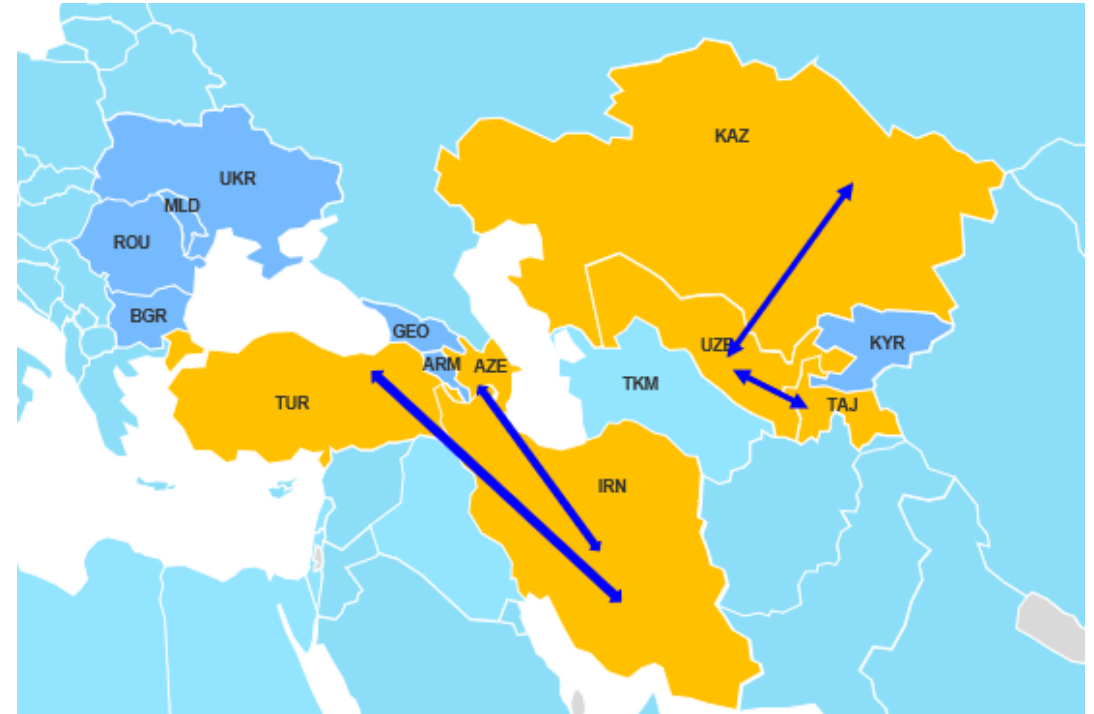 KAZ
UKR
MLD
ROU
BGR
GEO
ARM
AZE
UZB
KYR
TKM
TUR
TAJ
IRN